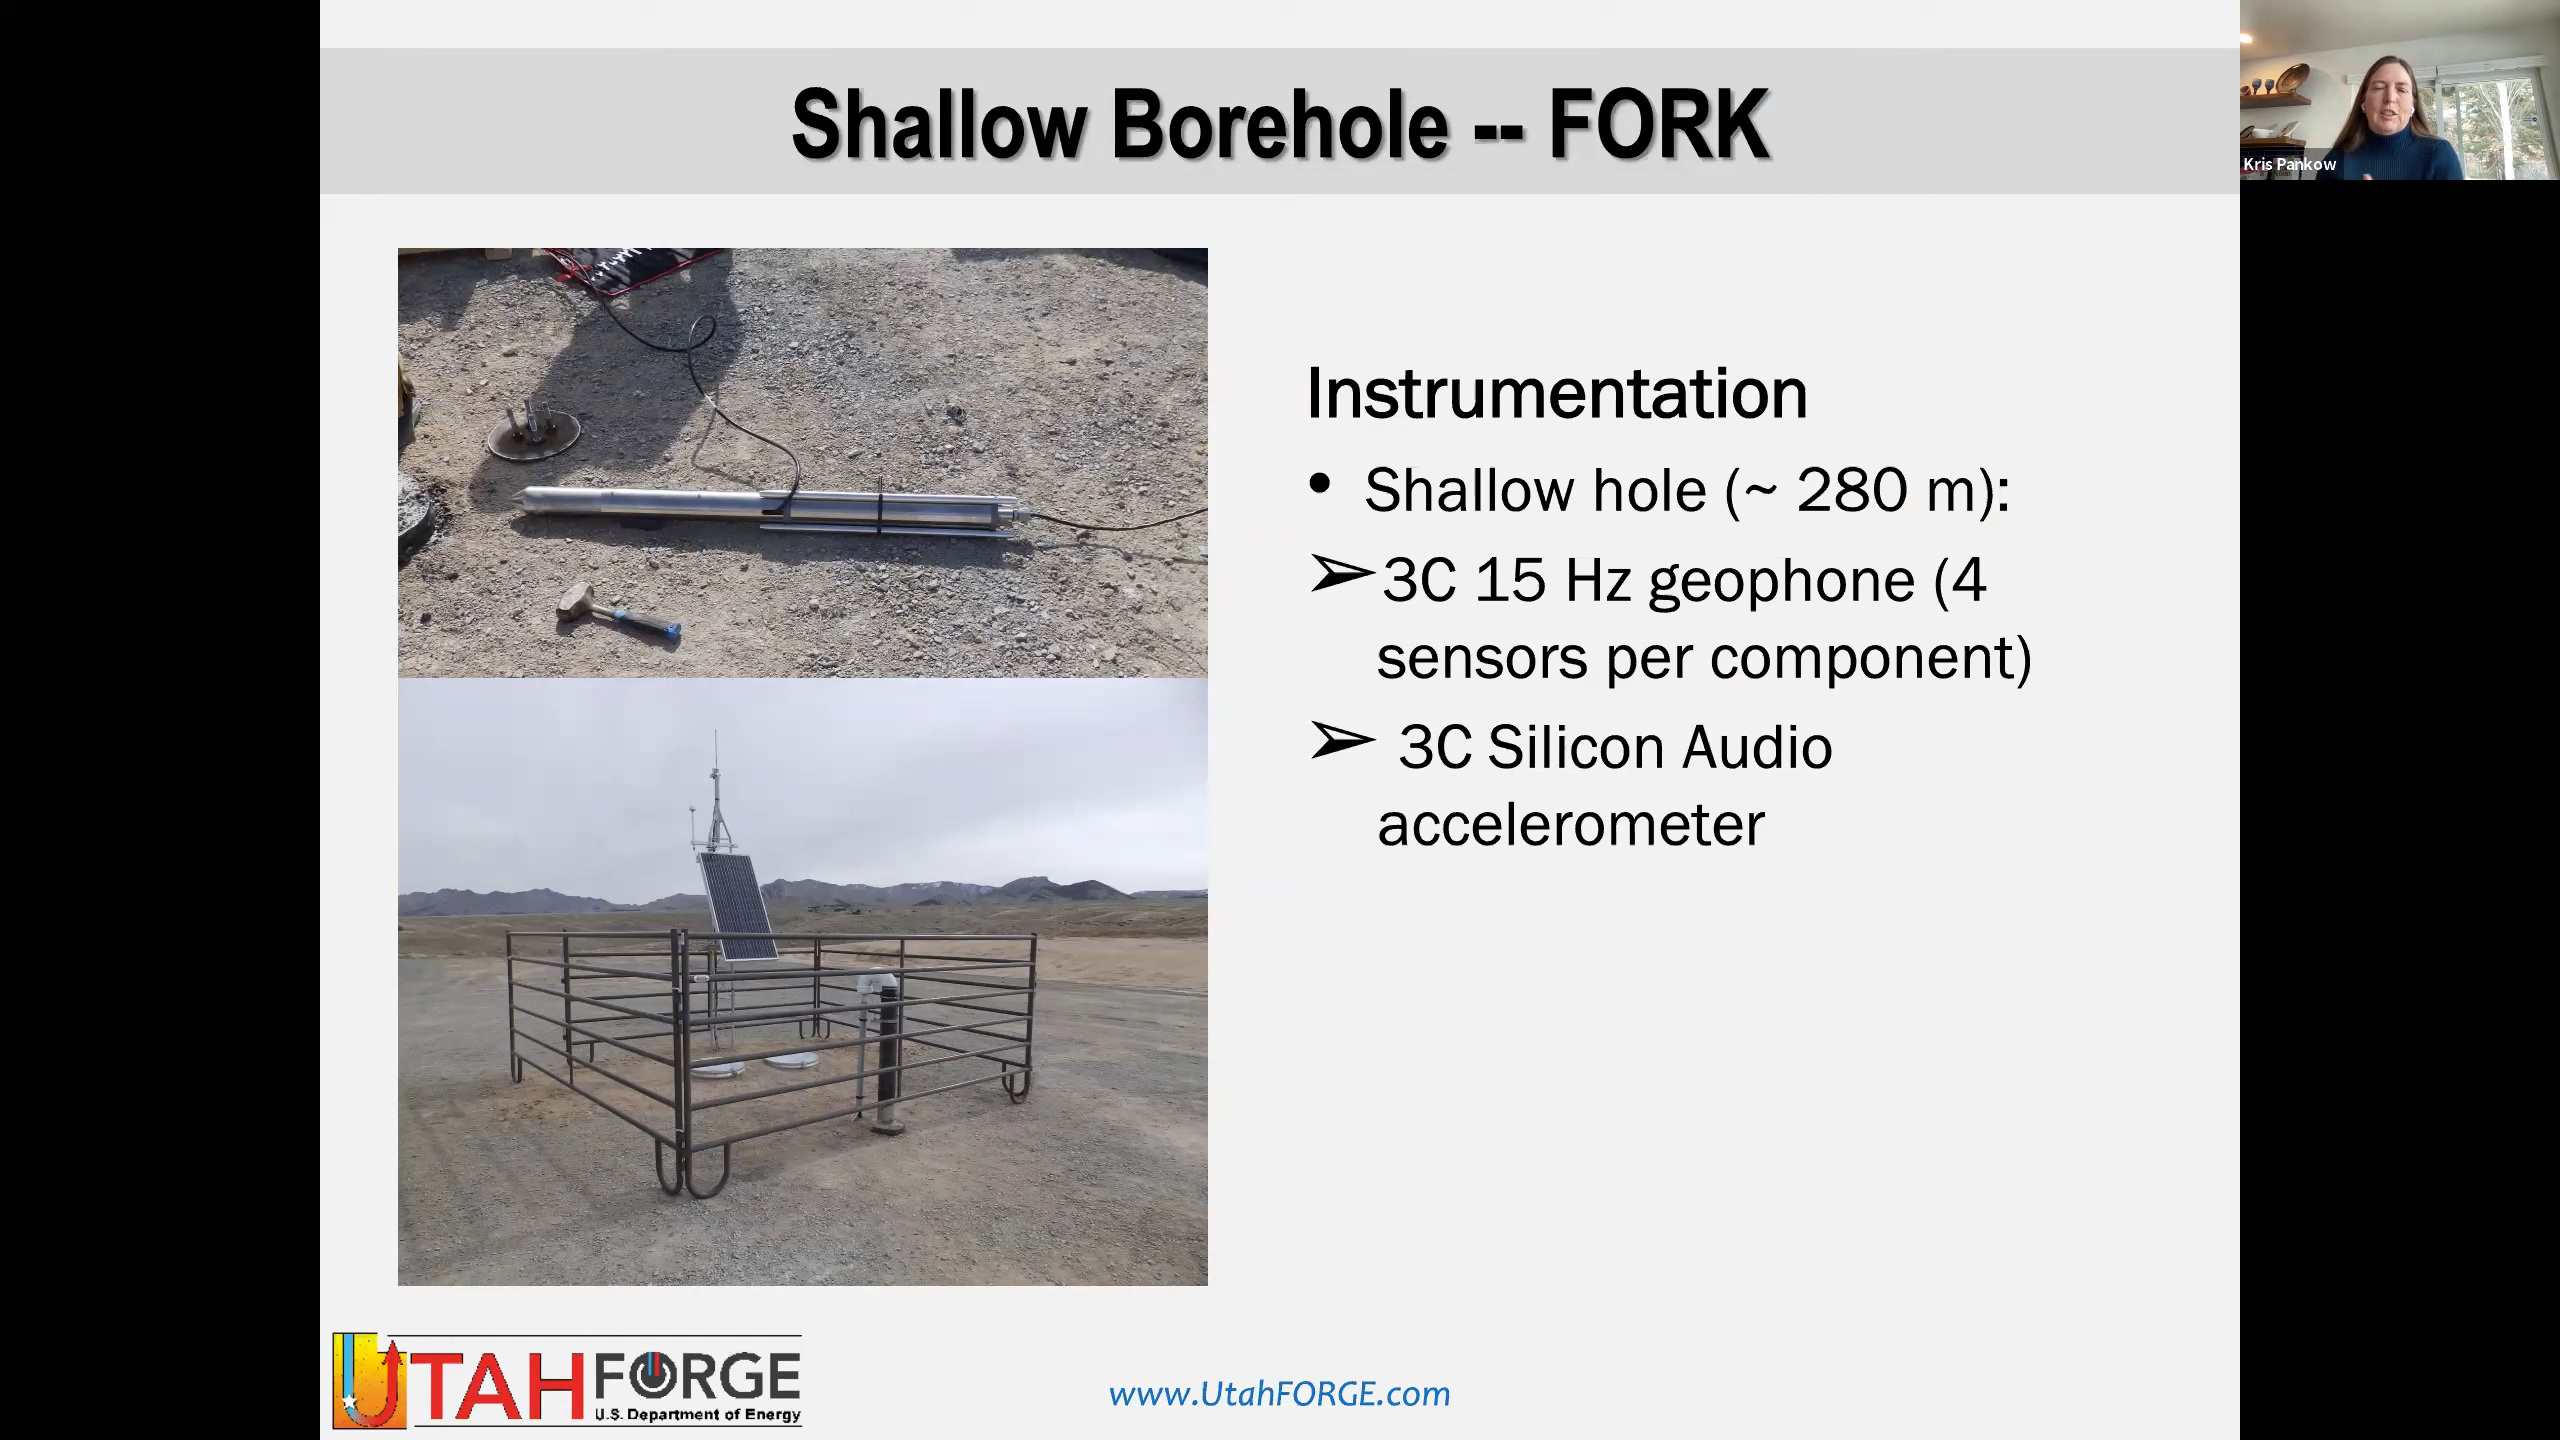 Shallow Borehole -- FORK
Kris Pankow
Instrumentation
• Shallow hole (~ 280 m):
➢3C 15 Hz geophone (4
sensors per component)
➢ 3C Silicon Audio
accelerometer
UTAH FORGE
U.S. Department of Energy
www.UtahFORGE.com